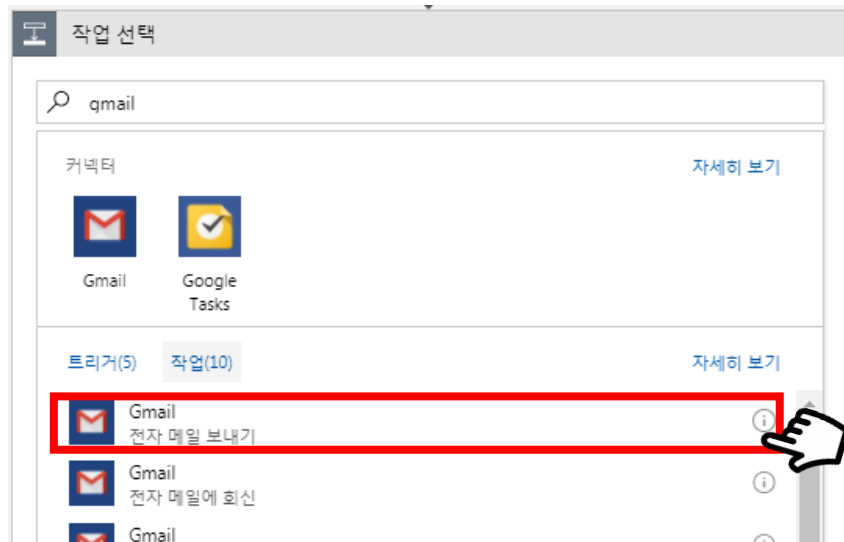 작업 선택
gmail
커넥터
자세히 보기
Gmail
Google
Tasks
트리거(5)
작업(10)
자세히 보기
Gmail
전자 메일 보내기
Gmail
전자 메일에 회신
Gmail